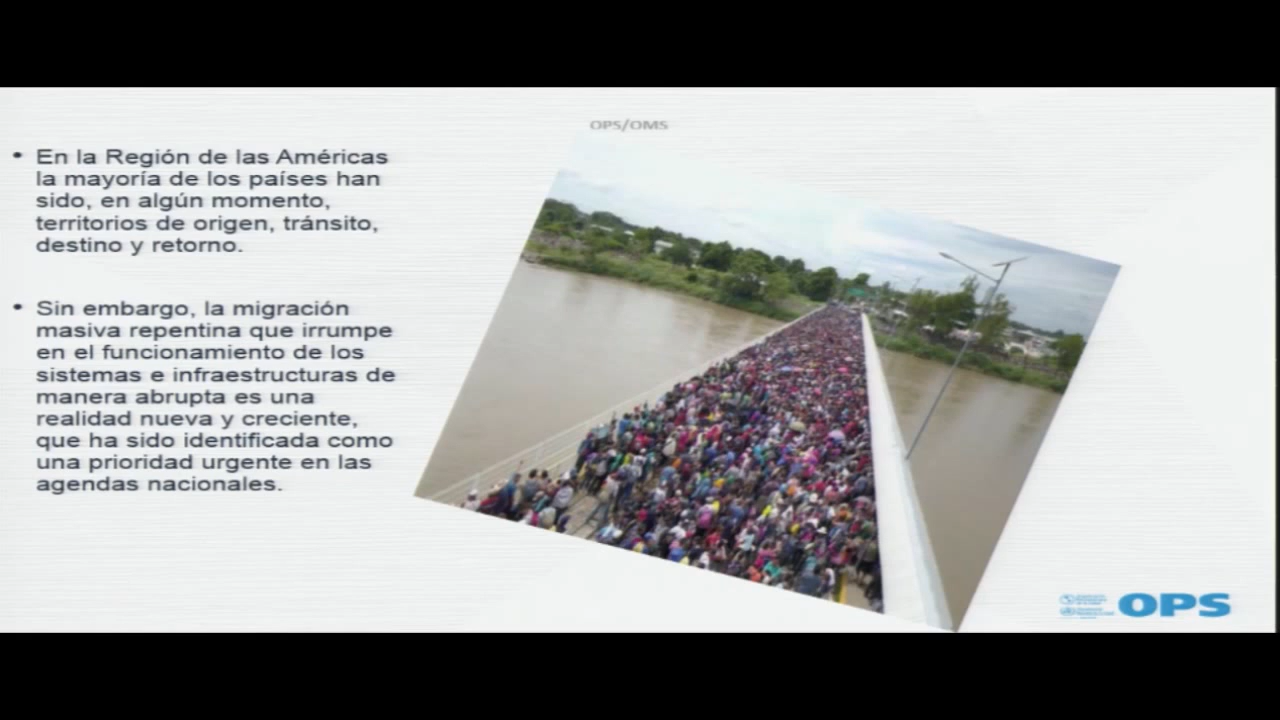 OPS/OMS
• En la Región de las Américas
la mayoría de los países han
sido, en algún momento,
territorios de origen, tránsito,
destino y retorno.
• Sin embargo, la migración
masiva repentina que irrumpe
en el funcionamiento de los
sistemas e infraestructuras de
manera abrupta es una
realidad nueva y creciente,
que ha sido identificada como
una prioridad urgente en las
agendas nacionales.
OPS